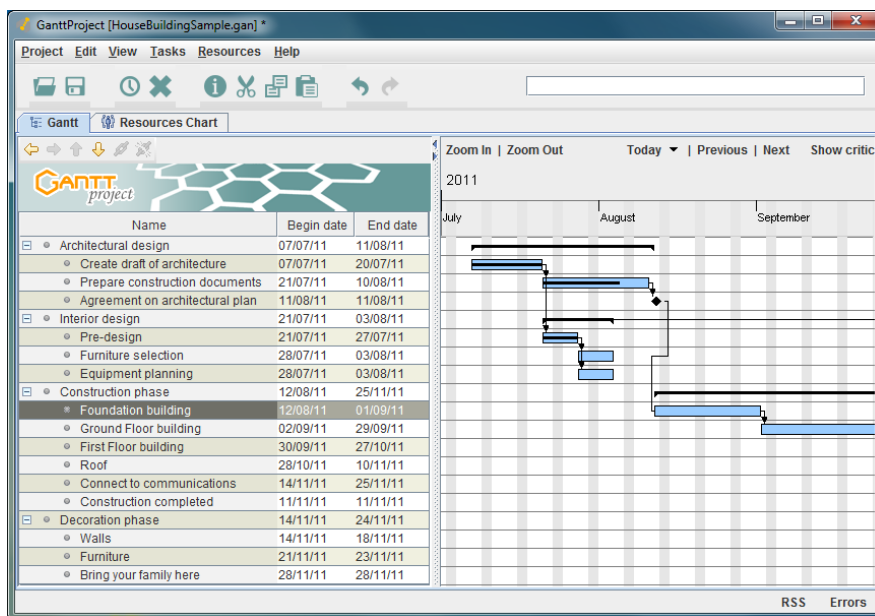 GanttProject [HouseBuildingSample.gan] *
Project Edit View Tasks Resources Help
Gantt Resources Chart
Zoom In | Zoom Out Today | Previous | Next Show critic
GANTT project
2011
July August September
Name Begin date End date
Architectural design 07/07/11 11/08/11
Create draft of architecture 07/07/11 20/07/11
Prepare construction documents 21/07/11 10/08/11
Agreement on architectural plan 11/08/11 11/08/11
Interior design 21/07/11 03/08/11
Pre-design 21/07/11 27/07/11
Furniture selection 28/07/11 03/08/11
Equipment planning 28/07/11 03/08/11
Construction phase 12/08/11 25/11/11
Foundation building 12/08/11 01/09/11
Ground Floor building 02/09/11 29/09/11
First Floor building 30/09/11 27/10/11
Roof 28/10/11 10/11/11
Connect to communications 14/11/11 25/11/11
Construction completed 11/11/11 11/11/11
Decoration phase 14/11/11 24/11/11
Walls 14/11/11 18/11/11
Furniture 21/11/11 23/11/11
Bring your family here 28/11/11 28/11/11
RSS Errors